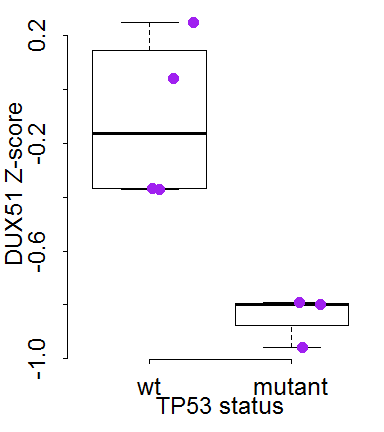 DUX51 Z-score
0.2
-0.2
-0.6
-1.0
wt mutant
TP53 status